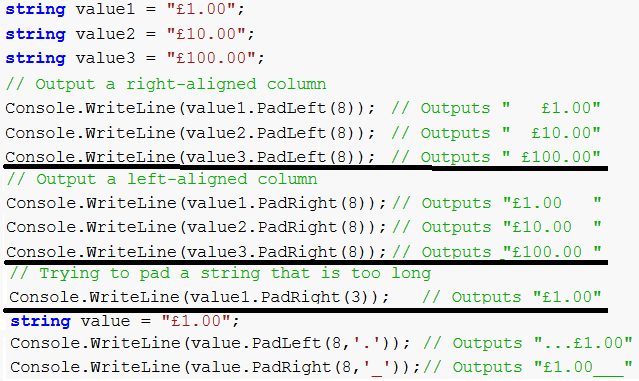 string value1 = "£1.00";
string value2 = "£10.00";
string value3 = "£100.00";
// Output a right-aligned column
Console.WriteLine(value1.PadLeft(8));  // Outputs "   £1.00"
Console.WriteLine(value2.PadLeft(8));  // Outputs "  £10.00"
Console.WriteLine(value3.PadLeft(8));  // Outputs " £100.00"
// Output a left-aligned column
Console.WriteLine(value1.PadRight(8)); // Outputs "£1.00   "
Console.WriteLine(value2.PadRight(8)); // Outputs "£10.00  "
Console.WriteLine(value3.PadRight(8)); // Outputs "£100.00 "
// Trying to pad a string that is too long
Console.WriteLine(value1.PadRight(3));   // Outputs "£1.00"
string value = "£1.00";
Console.WriteLine(value.PadLeft(8,'.')); // Outputs "...£1.00"
Console.WriteLine(value.PadRight(8,'_'));// Outputs "£1.00___"